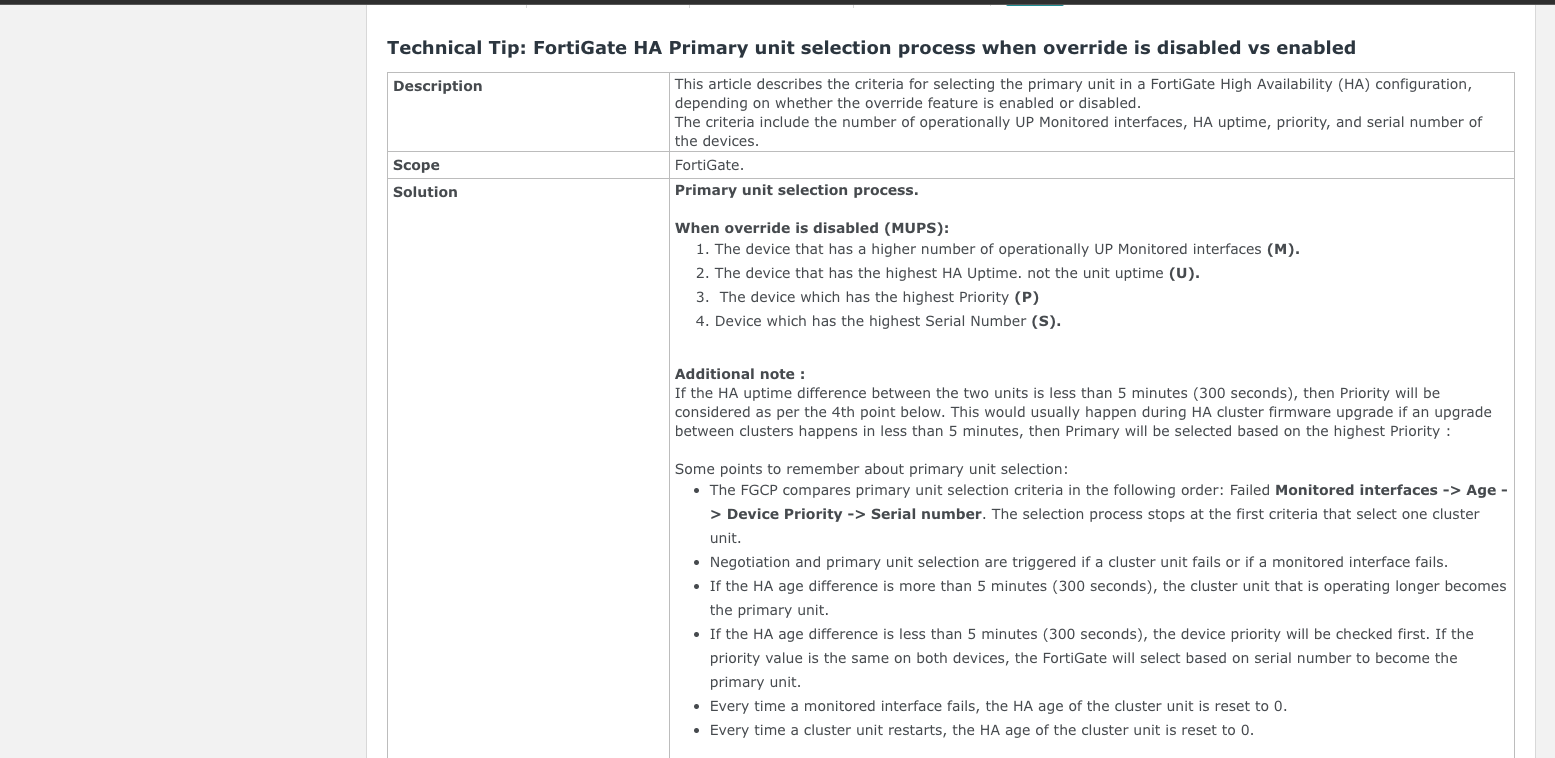 Technical Tip: FortiGate HA Primary unit selection process when override is disabled vs enabled
Description
This article describes the criteria for selecting the primary unit in a FortiGate High Availability (HA) configuration,
depending on whether the override feature is enabled or disabled.
The criteria include the number of operationally UP Monitored interfaces, HA uptime, priority, and serial number of
the devices.
Scope
FortiGate.
Solution
Primary unit selection process.
When override is disabled (MUPS):
1. The device that has a higher number of operationally UP Monitored interfaces (M).
2. The device that has the highest HA Uptime. not the unit uptime (U).
3. The device which has the highest Priority (P)
4. Device which has the highest Serial Number (S).
Additional note :
If the HA uptime difference between the two units is less than 5 minutes (300 seconds), then Priority will be
considered as per the 4th point below. This would usually happen during HA cluster firmware upgrade if an upgrade
between clusters happens in less than 5 minutes, then Primary will be selected based on the highest Priority :
Some points to remember about primary unit selection:
• The FGCP compares primary unit selection criteria in the following order: Failed Monitored interfaces -> Age -
> Device Priority -> Serial number. The selection process stops at the first criteria that select one cluster
unit.
• Negotiation and primary unit selection are triggered if a cluster unit fails or if a monitored interface fails.
• If the HA age difference is more than 5 minutes (300 seconds), the cluster unit that is operating longer becomes
the primary unit.
• If the HA age difference is less than 5 minutes (300 seconds), the device priority will be checked first. If the
priority value is the same on both devices, the FortiGate will select based on serial number to become the
primary unit.
• Every time a monitored interface fails, the HA age of the cluster unit is reset to 0.
• Every time a cluster unit restarts, the HA age of the cluster unit is reset to 0.